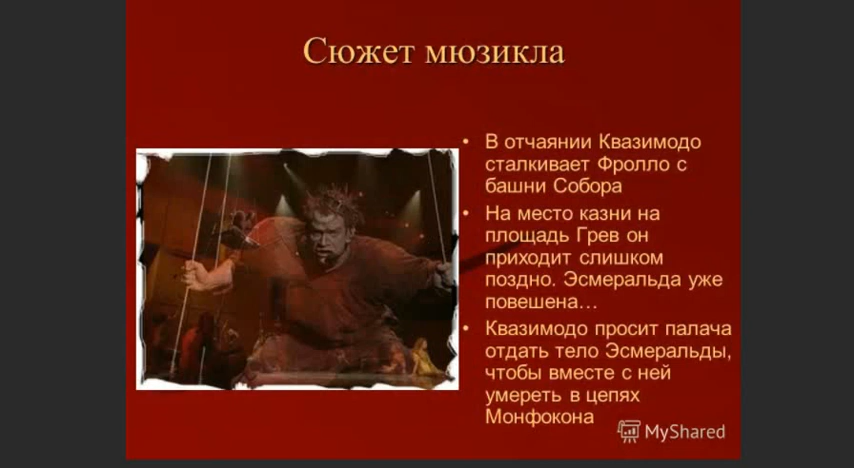 Сюжет мюзикла
• В отчаянии Квазимодо
сталкивает Фролло с
башни Собора
• На место казни на
площадь Грев он
приходит слишком
поздно. Эсмеральда уже
повешена…
• Квазимодо просит палача
отдать тело Эсмеральды,
чтобы вместе с ней
умереть в цепях
Монфокона
MyShared